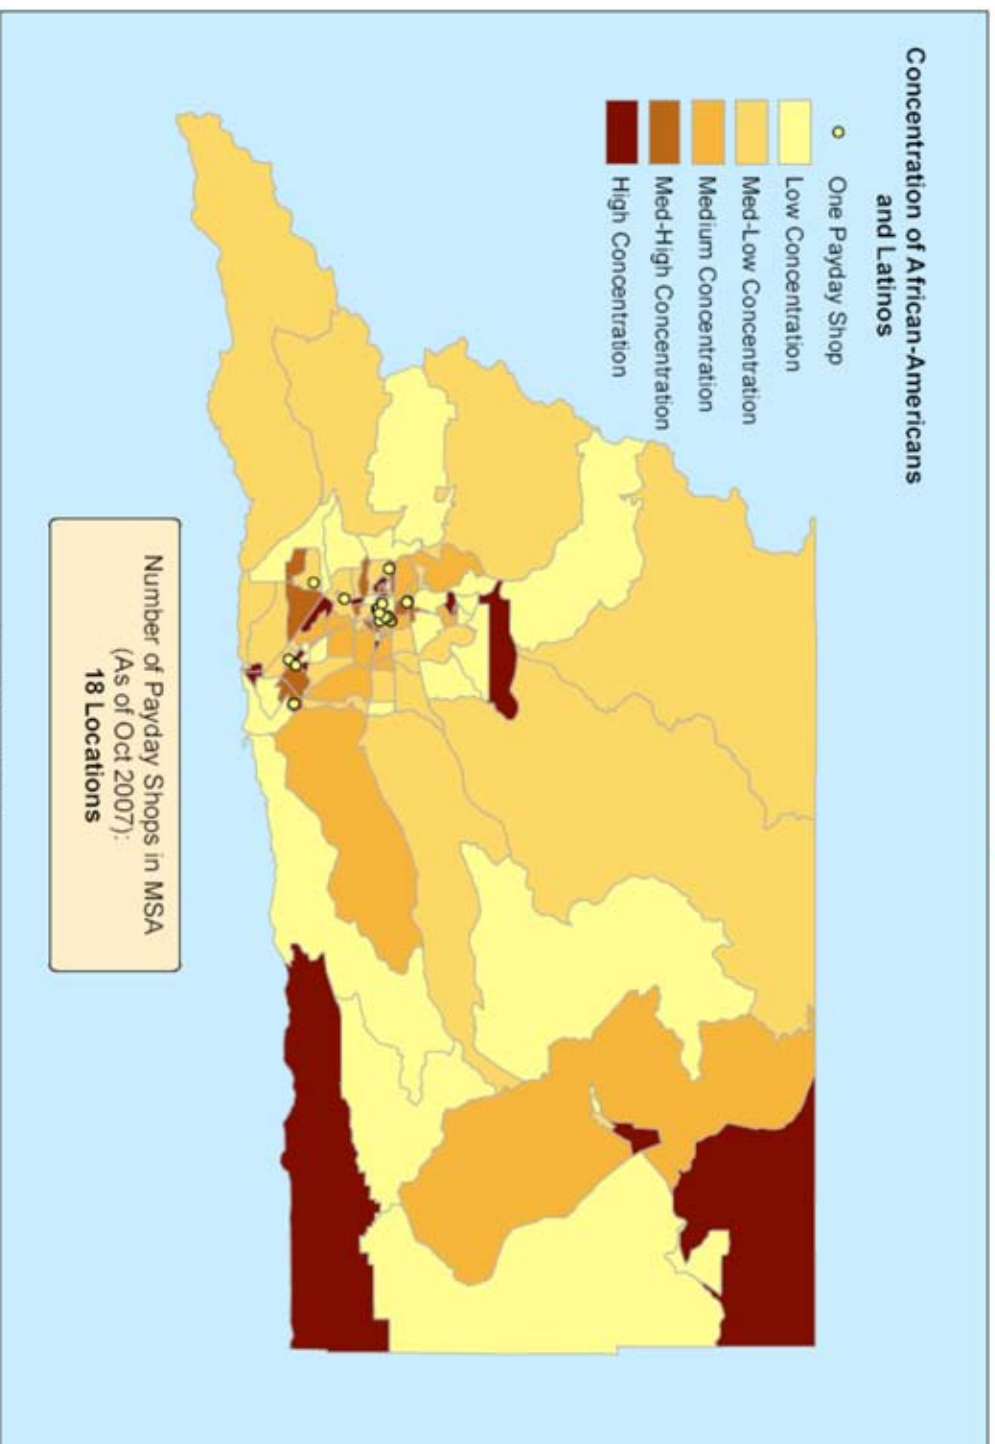 Concentration of African-Americans
and Latinos
One Payday Shop
Low Concentration
Med-Low Concentration
Medium Concentration
Med-High Concentration
High Concentration
Number of Payday Shops in MSA
(As of Oct 2007):
18 Locations